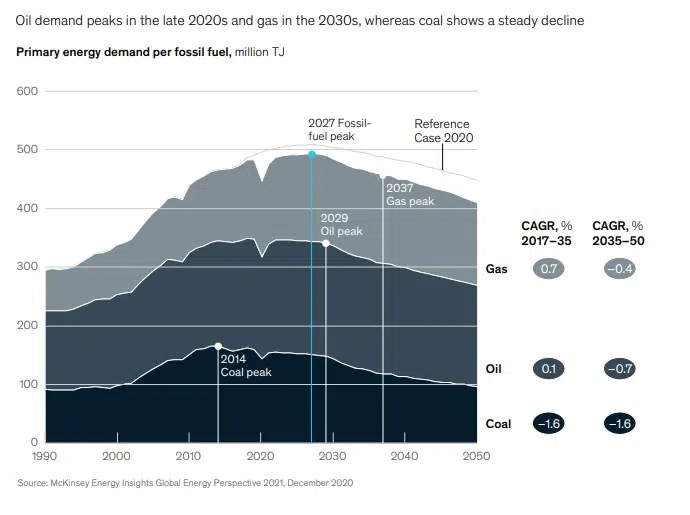 Oil demand peaks in the late 2020s and gas in the 2030s, whereas coal shows a steady decline
Primary energy demand per fossil fuel, million TJ
600
500
400
300
200
100
0
2027 Fossil-
fuel peak
Reference
Case 2020
2037
Gas peak
2029
Oil peak
2014
Coal peak
1990
2000
2010
2020
2030
2040
2050
CAGR, %
2017–35
CAGR, %
2035–50
Gas
0.7
–0.4
Oil
0.1
–0.7
Coal
–1.6
–1.6
Source: McKinsey Energy Insights Global Energy Perspective 2021, December 2020